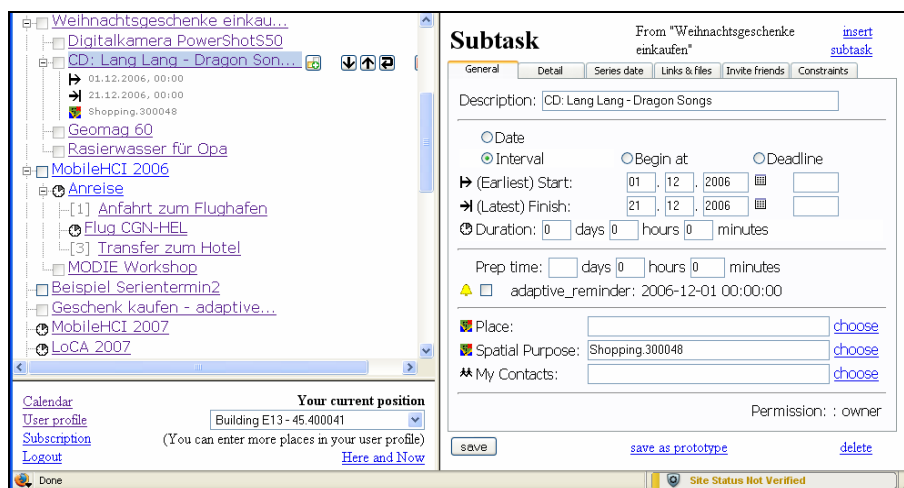 Weihnachtsgeschenke einkau...
Digitalkamera PowerShotS50
CD: Lang Lang - Dragon Son...
01.12.2006, 00:00
21.12.2006, 00:00
Shopping.300048
Geomag 60
Rasierwasser für Opa
MobileHCI 2006
Anreise
[1] Anfahrt zum Flughafen
Flug CGN-HEL
[3] Transfer zum Hotel
MODIE Workshop
Beispiel Serientermin2
Geschenk kaufen - adaptive...
MobileHCI 2007
LoCA 2007
Calendar
Your current position
User profile
Building E13 - 45.400041
Subscription
(You can enter more places in your user profile)
Logout
Here and Now
Subtask
From "Weihnachtsgeschenke einkaufen"
insert subtask
General Detail Series date Links & files Invite friends Constraints
Description: CD: Lang Lang - Dragon Songs
Date
Interval Begin at Deadline
(Earliest) Start: 01 . 12 . 2006
(Latest) Finish: 21 . 12 . 2006
Duration: 0 days 0 hours 0 minutes
Prep time: days 0 hours 0 minutes
adaptive_reminder: 2006-12-01 00:00:00
Place: choose
Spatial Purpose: Shopping.300048 choose
My Contacts: choose
Permission: : owner
save save as prototype delete
Done
Site Status Not Verified